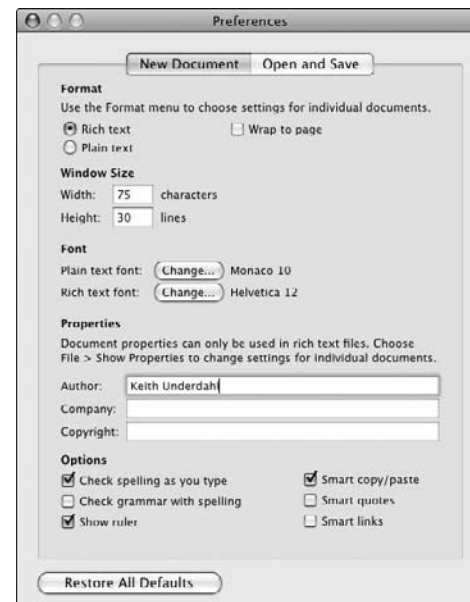 Preferences
New Document Open and Save
Format
Use the Format menu to choose settings for individual documents.
Rich text Wrap to page
Plain text
Window Size
Width: 75 characters
Height: 30 lines
Font
Plain text font: Change... Monaco 10
Rich text font: Change... Helvetica 12
Properties
Document properties can only be used in rich text files. Choose
File > Show Properties to change settings for individual documents.
Author: Keith Underdahl
Company:
Copyright:
Options
Check spelling as you type Smart copy/paste
Check grammar with spelling Smart quotes
Show ruler Smart links
Restore All Defaults